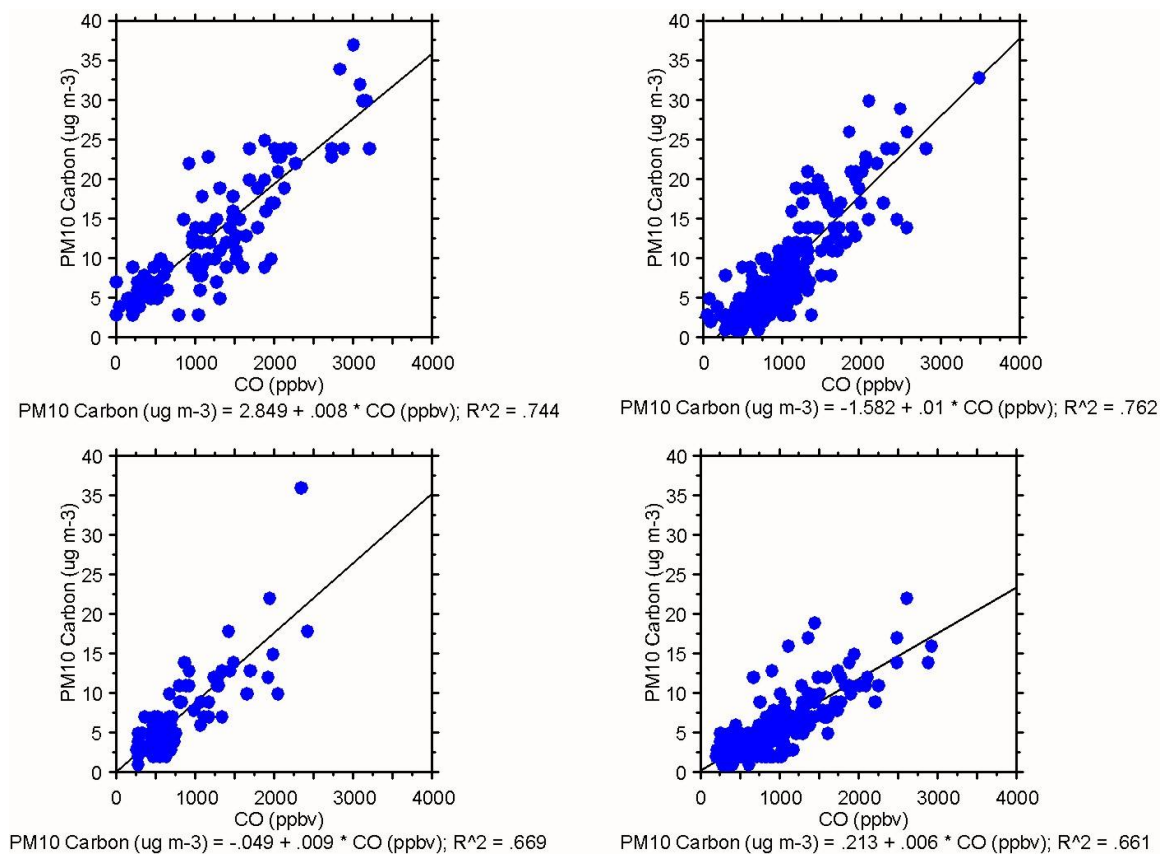 40
35
30
25
20
15
10
5
0
PM10 Carbon (ug m-3)
0 1000 2000 3000 4000
CO (ppbv)
PM10 Carbon (ug m-3) = 2.849 + .008 * CO (ppbv); R^2 = .744
40
35
30
25
20
15
10
5
0
PM10 Carbon (ug m-3)
0 1000 2000 3000 4000
CO (ppbv)
PM10 Carbon (ug m-3) = -1.582 + .01 * CO (ppbv); R^2 = .762
40
35
30
25
20
15
10
5
0
PM10 Carbon (ug m-3)
0 1000 2000 3000 4000
CO (ppbv)
PM10 Carbon (ug m-3) = -.049 + .009 * CO (ppbv); R^2 = .669
40
35
30
25
20
15
10
5
0
PM10 Carbon (ug m-3)
0 1000 2000 3000 4000
CO (ppbv)
PM10 Carbon (ug m-3) = .213 + .006 * CO (ppbv); R^2 = .661